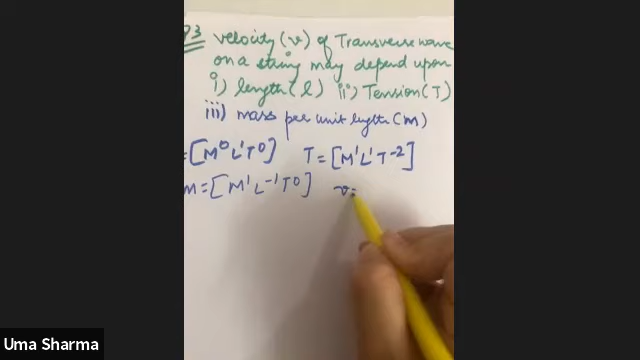 23 velocity (v) of Transverse wave
on a string may depend upon
i) length (l) ii) Tension (T)
iii) mass per unit length (m)
= [M⁰L¹T⁰] T = [M¹L¹T⁻²]
M = [M¹L⁻¹T⁰] v=
Uma Sharma